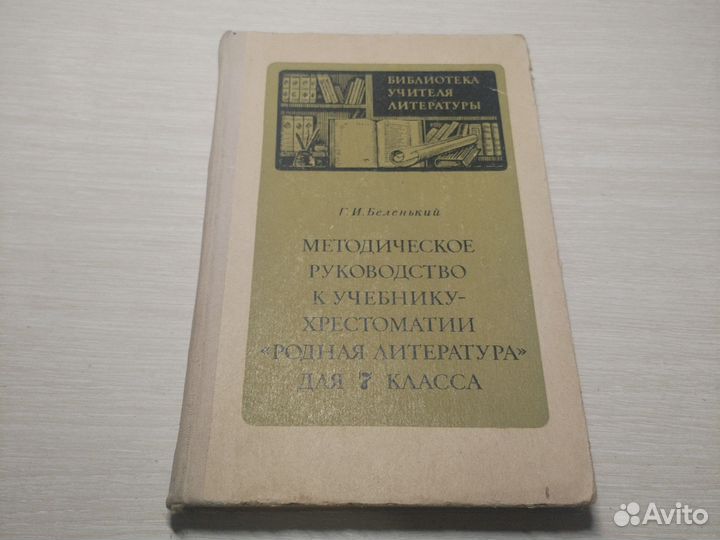 БИБЛИОТЕКА
УЧИТЕЛЯ
ЛИТЕРАТУРЫ
Г. И. Беленький
МЕТОДИЧЕСКОЕ
РУКОВОДСТВО
К УЧЕБНИКУ-
ХРЕСТОМАТИИ
«РОДНАЯ ЛИТЕРАТУРА»
ДЛЯ 7 КЛАССА
Avito